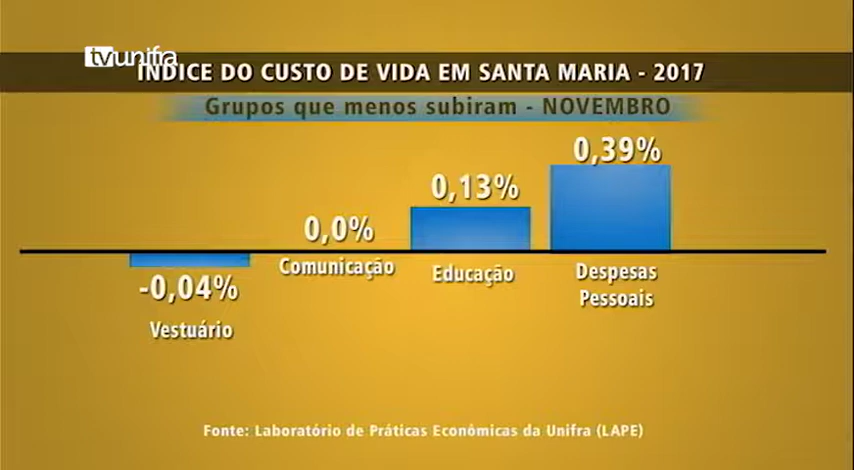 tvunifra
ÍNDICE DO CUSTO DE VIDA EM SANTA MARIA - 2017
Grupos que menos subiram - NOVEMBRO
0,39%
0,13%
0,0%
Comunicação
Educação
Despesas
Pessoais
-0,04%
Vestuário
Fonte: Laboratório de Práticas Econômicas da Unifra (LAPE)